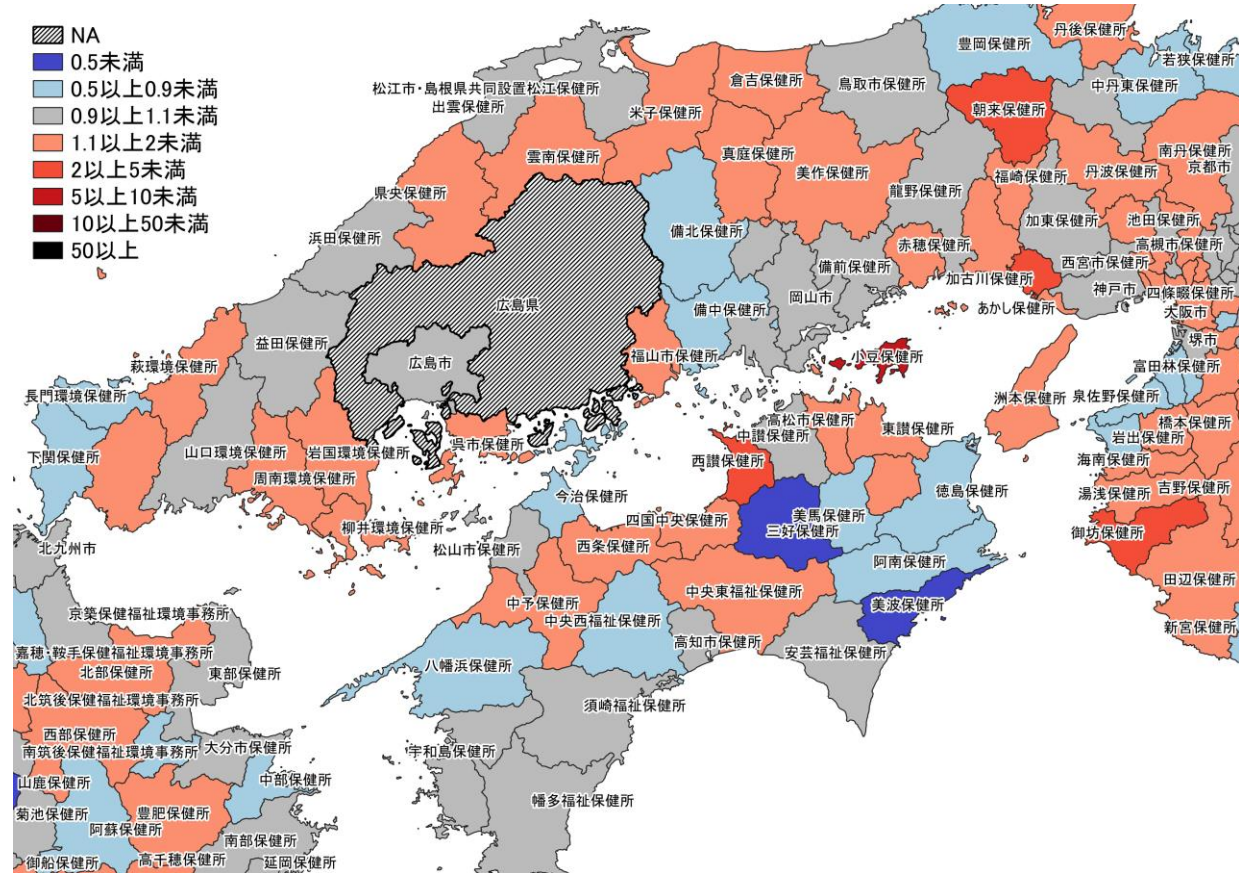 NA
0.5未満
0.5以上0.9未満
0.9以上1.1未満
1.1以上2未満
2以上5未満
5以上10未満
10以上50未満
50以上
丹後保健所
豊岡保健所
若狭保健所
中丹東保健所
松江市・島根県共同設置松江保健所
出雲保健所
倉吉保健所
鳥取市保健所
米子保健所
朝来保健所
雲南保健所
真庭保健所
美作保健所
龍野保健所
福崎保健所
丹波保健所
南丹保健所
京都市
県央保健所
浜田保健所
備北保健所
加東保健所
池田保健所
高槻市保健所
赤穂保健所
備前保健所
西宮市保健所
加古川保健所
神戸市
四條畷保健所
岡山市
備中保健所
あかし保健所
大阪市
広島県
益田保健所
広島市
福山市保健所
小豆保健所
堺市
富田林保健所
萩環境保健所
長門環境保健所
洲本保健所
泉佐野保健所
橋本保健所
岩出保健所
高松市保健所
中讃保健所
東讃保健所
呉市保健所
下関保健所
山口環境保健所
岩国環境保健所
西讃保健所
海南保健所
周南環境保健所
今治保健所
徳島保健所
湯浅保健所
吉野保健所
柳井環境保健所
四国中央保健所
美馬保健所
三好保健所
御坊保健所
北九州市
松山市保健所
西条保健所
阿南保健所
田辺保健所
中予保健所
中央東福祉保健所
美波保健所
京築保健福祉環境事務所
中央西福祉保健所
新宮保健所
高知市保健所
安芸福祉保健所
嘉穂・鞍手保健福祉環境事務所
北部保健所
東部保健所
八幡浜保健所
北筑後保健福祉環境事務所
須崎福祉保健所
西部保健所
大分市保健所
南筑後保健福祉環境事務所
宇和島保健所
山鹿保健所
中部保健所
幡多福祉保健所
菊池保健所
豊肥保健所
阿蘇保健所
南部保健所
御船保健所
高千穂保健所
延岡保健所